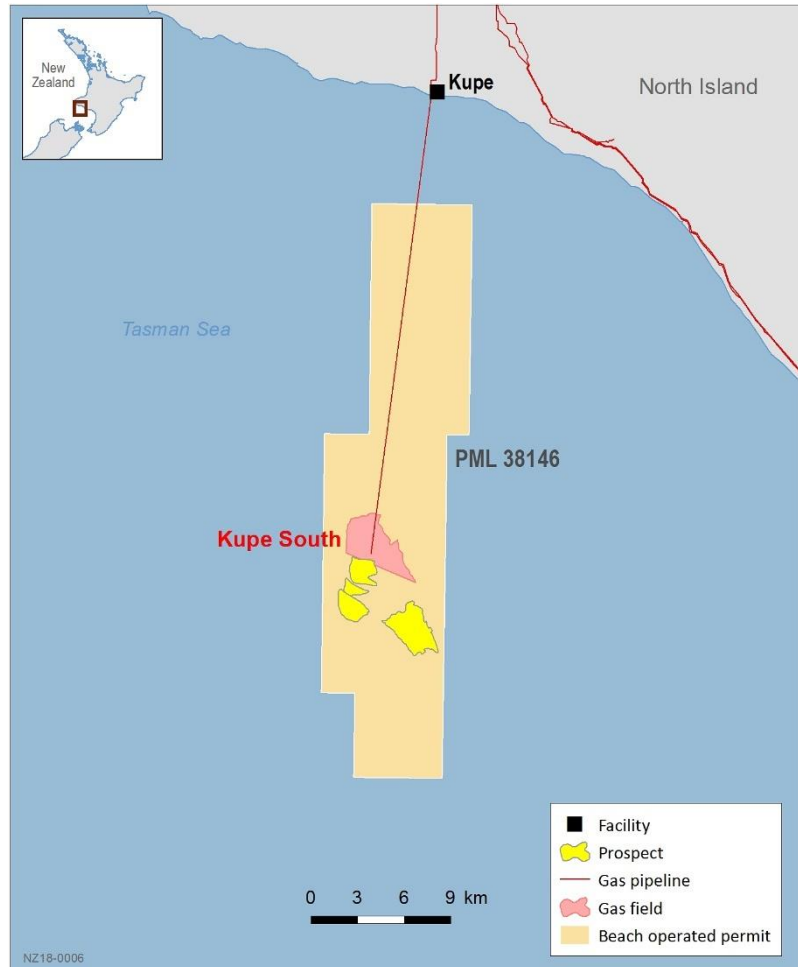 New
Zealand
Kupe
North Island
Tasman Sea
PML 38146
Kupe South
0 3 6 9 km
Facility
Prospect
Gas pipeline
Gas field
Beach operated permit
NZ18-0006